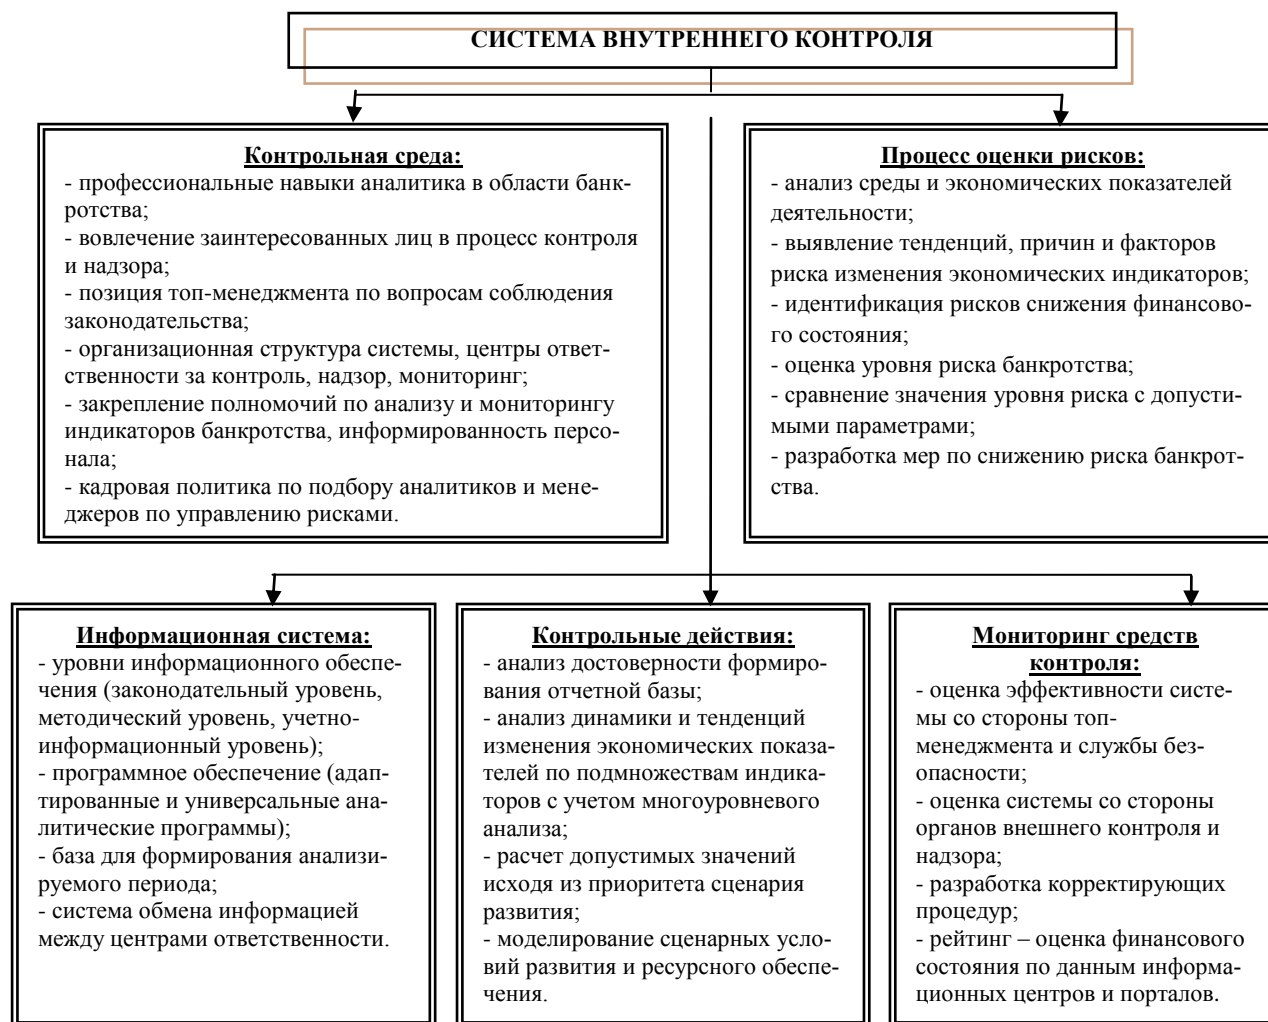 СИСТЕМА ВНУТРЕННЕГО КОНТРОЛЯ
Контрольная среда:
- профессиональные навыки аналитика в области банк-
ротства;
- вовлечение заинтересованных лиц в процесс контроля
и надзора;
- позиция топ-менеджмента по вопросам соблюдения
законодательства;
- организационная структура системы, центры ответ-
ственности за контроль, надзор, мониторинг;
- закрепление полномочий по анализу и мониторингу
индикаторов банкротства, информированность персо-
нала;
- кадровая политика по подбору аналитиков и мене-
джеров по управлению рисками.
Процесс оценки рисков:
- анализ среды и экономических показателей
деятельности;
- выявление тенденций, причин и факторов
риска изменения экономических индикаторов;
- идентификация рисков снижения финансово-
го состояния;
- оценка уровня риска банкротства;
- сравнение значения уровня риска с допусти-
мыми параметрами;
- разработка мер по снижению риска банкрот-
ства.
Информационная система:
- уровни информационного обеспе-
чения (законодательный уровень,
методический уровень, учетно-
информационный уровень);
- программное обеспечение (адап-
тированные и универсальные ана-
литические программы);
- база для формирования анализи-
руемого периода;
- система обмена информацией
между центрами ответственности.
Контрольные действия:
- анализ достоверности формиро-
вания отчетной базы;
- анализ динамики и тенденций
изменения экономических показа-
телей по подмножествам индика-
торов с учетом многоуровневого
анализа;
- расчет допустимых значений
исходя из приоритета сценария
развития;
- моделирование сценарных усло-
вий развития и ресурсного обеспе-
чения.
Мониторинг средств
контроля:
- оценка эффективности систе-
мы со стороны топ-
менеджмента и службы без-
опасности;
- оценка системы со стороны
органов внешнего контроля и
надзора;
- разработка корректирующих
процедур;
- рейтинг – оценка финансового
состояния по данным информа-
ционных центров и порталов.